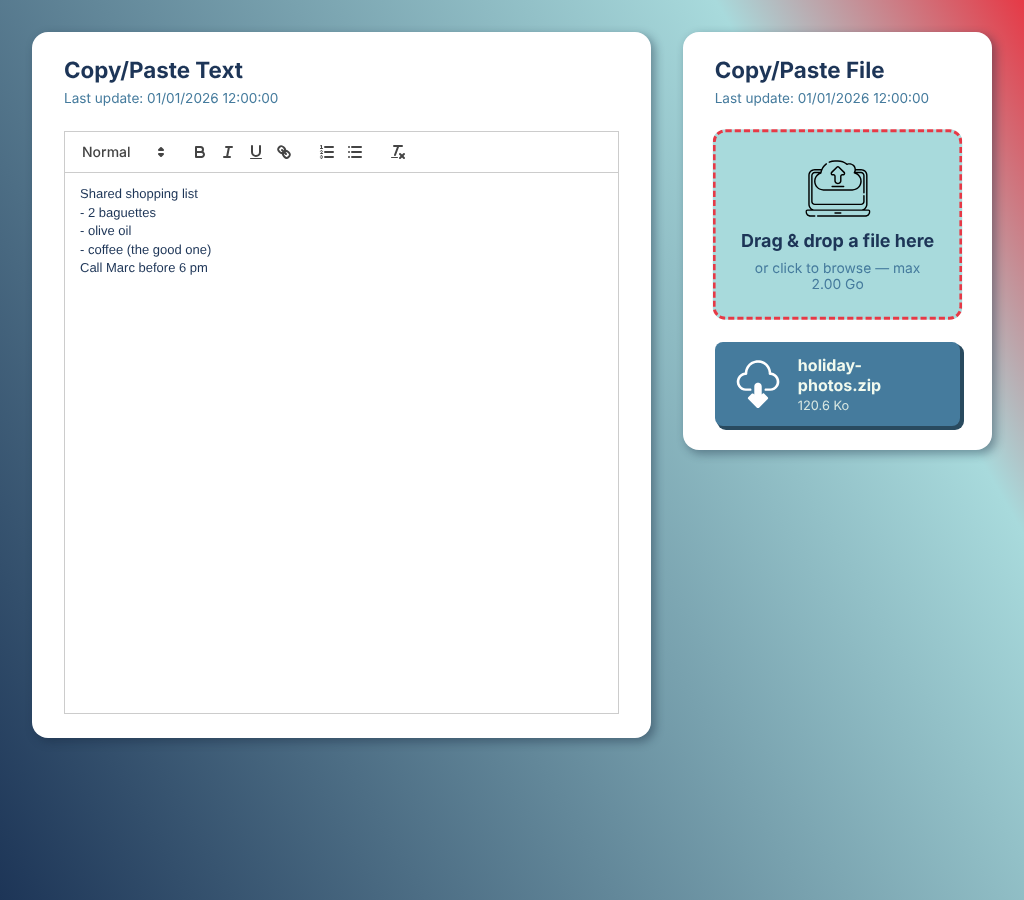 Copy/Paste Text
Last update: 01/01/2026 12:00:00
Normal
Shared shopping list
- 2 baguettes
- olive oil
- coffee (the good one)
Call Marc before 6 pm
Copy/Paste File
Last update: 01/01/2026 12:00:00
Drag & drop a file here
or click to browse — max
2.00 Go
holiday-
photos.zip
120.6 Ko